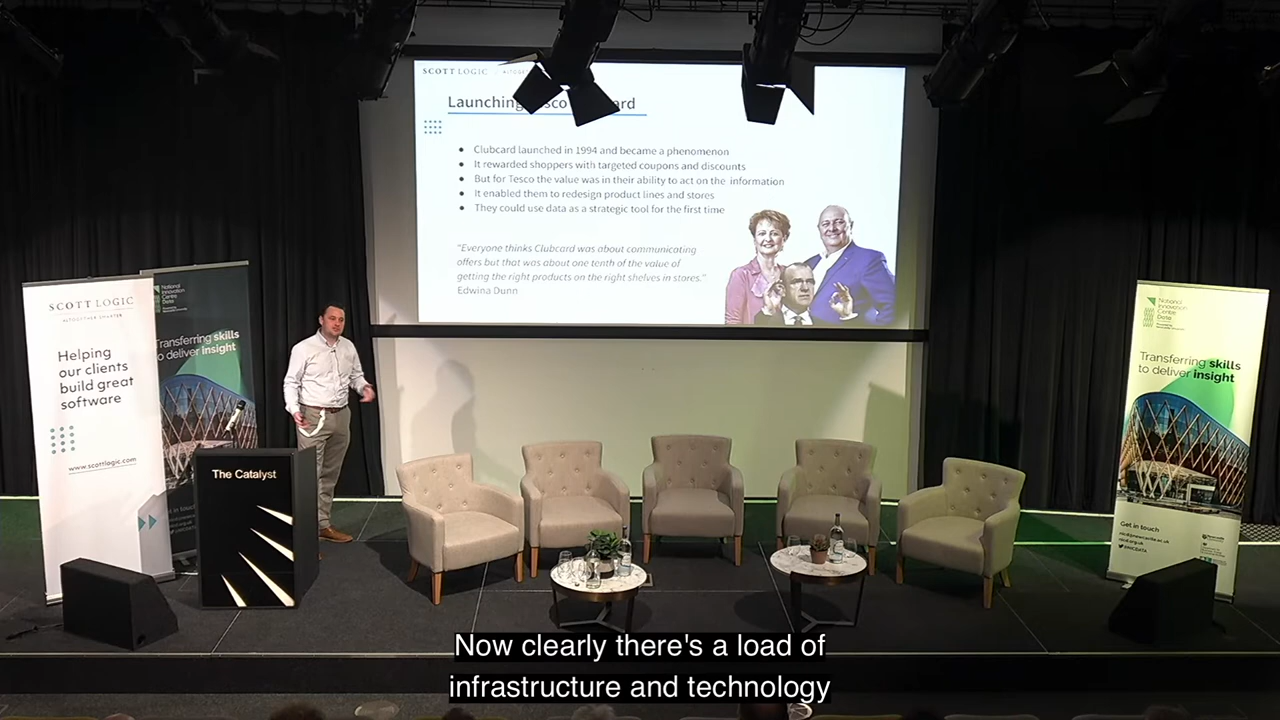 SCOTT LOGIC
Launching
Clubcard launched in 1994 and became a phenomenon
It rewarded shoppers with targeted coupons and discounts
But for Tesco the value was in their ability to act on the information
It enabled them to redesign product lines and stores
They could use data as a strategic tool for the first time
"Everyone thinks Clubcard was about communicating
offers but that was about one tenth of the value of
getting the right products on the right shelves in stores."
Edwina Dunn
SCOTT LOGIC
ALTOGETHER SMARTER
Helping
our clients
build great
software
www.scottlogic.com
National
Innovation
Centre
Data
Transferring skills
to deliver insight
The Catalyst
National
Innovation
Centre
Data
Transferring skills
to deliver insight
Get in touch
Now clearly there's a load of
infrastructure and technology